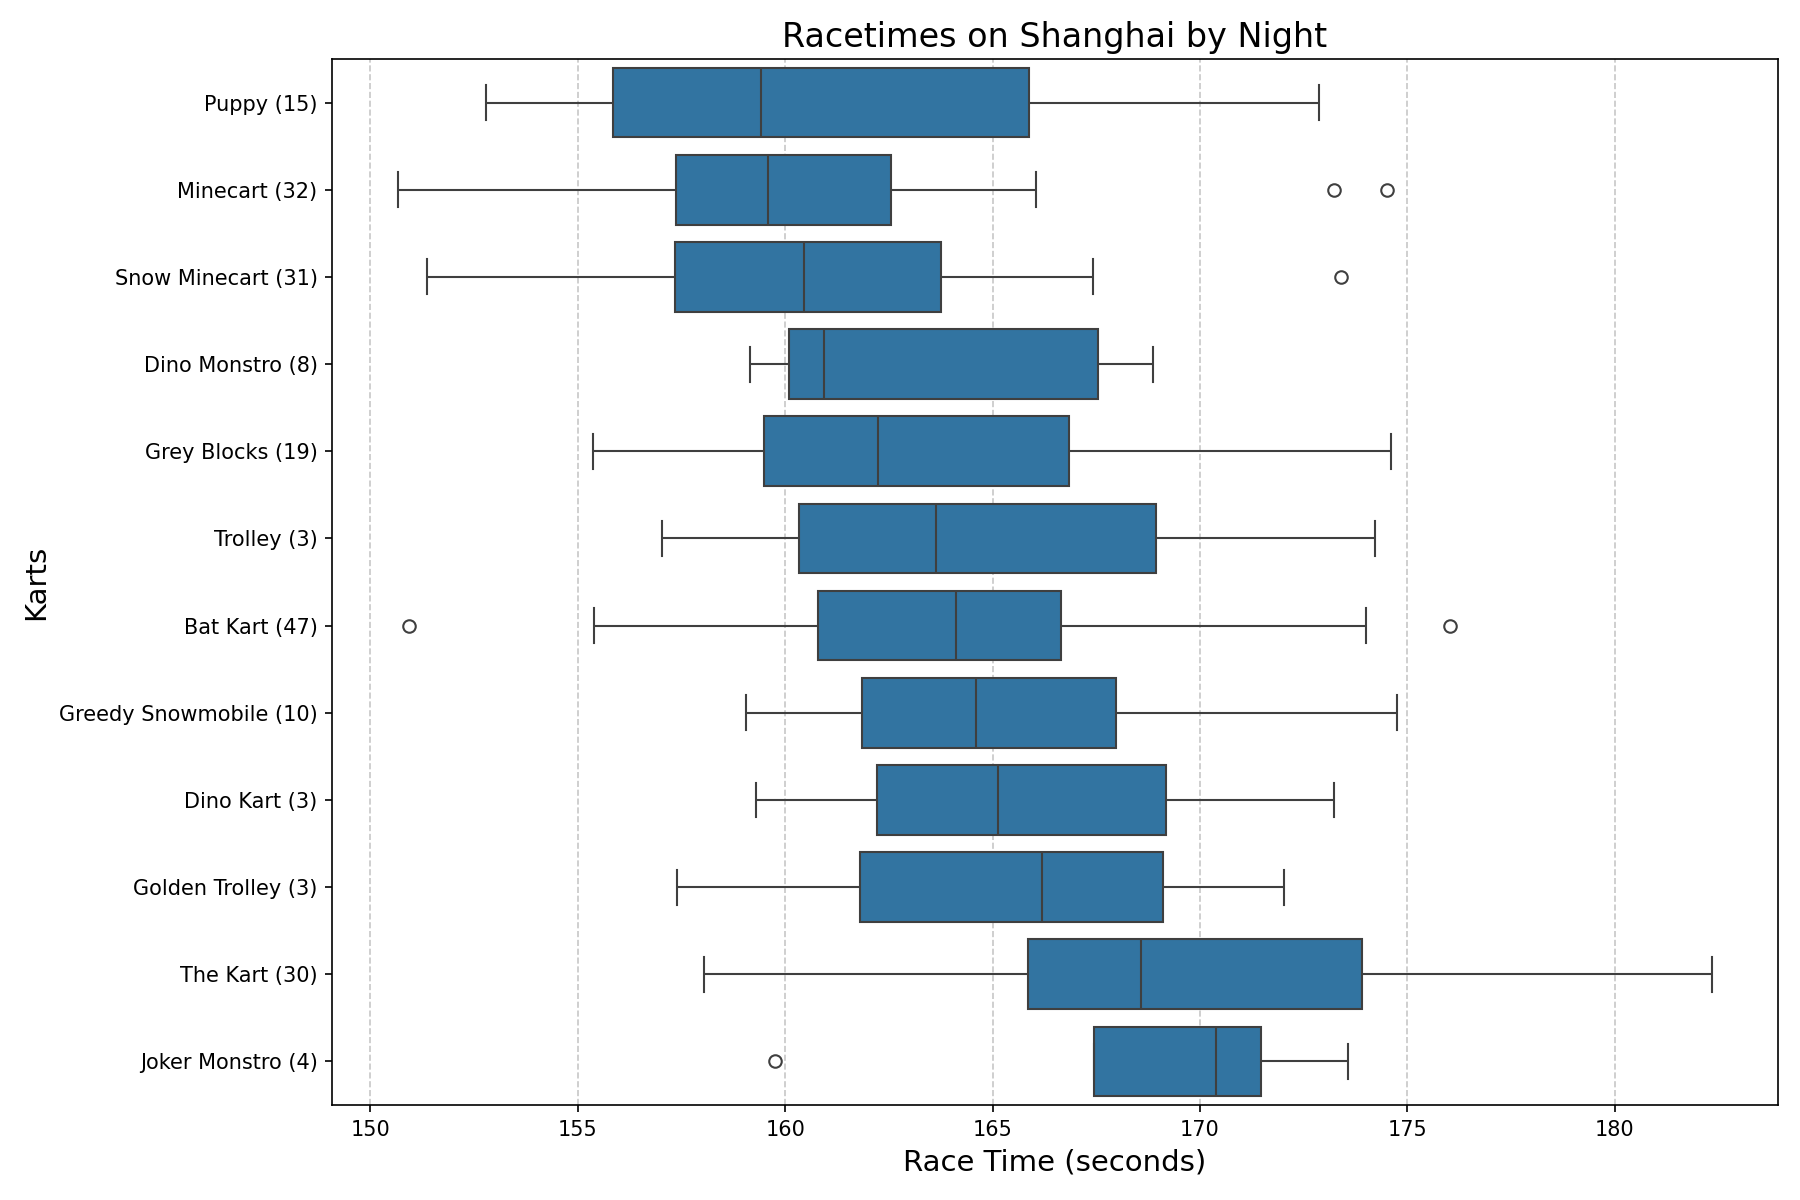 Racetimes on Shanghai by Night
Puppy (15)
Minecart (32)
Snow Minecart (31)
Dino Monstro (8)
Grey Blocks (19)
Trolley (3)
Bat Kart (47)
Greedy Snowmobile (10)
Dino Kart (3)
Golden Trolley (3)
The Kart (30)
Joker Monstro (4)
Karts
150 155 160 165 170 175 180
Race Time (seconds)